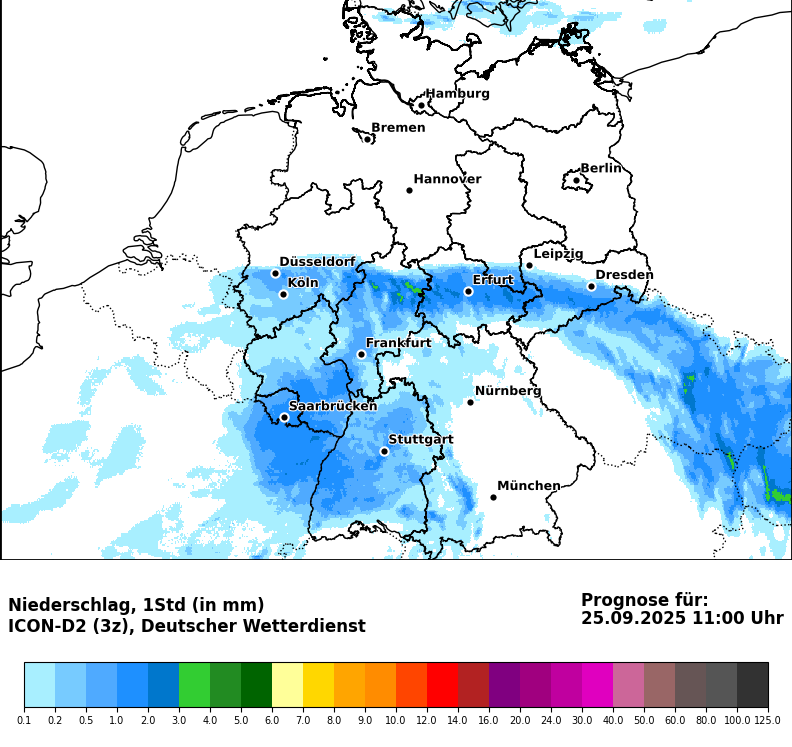 Hamburg
Bremen
Berlin
Hannover
Leipzig
Düsseldorf
Dresden
Köln
Erfurt
Frankfurt
Nürnberg
Saarbrücken
Stuttgart
München
Niederschlag, 1Std (in mm)
ICON-D2 (3z), Deutscher Wetterdienst
Prognose für:
25.09.2025 11:00 Uhr
0.1 0.2 0.5 1.0 2.0 3.0 4.0 5.0 6.0 7.0 8.0 9.0 10.0 12.0 14.0 16.0 20.0 24.0 30.0 40.0 50.0 60.0 80.0 100.0 125.0